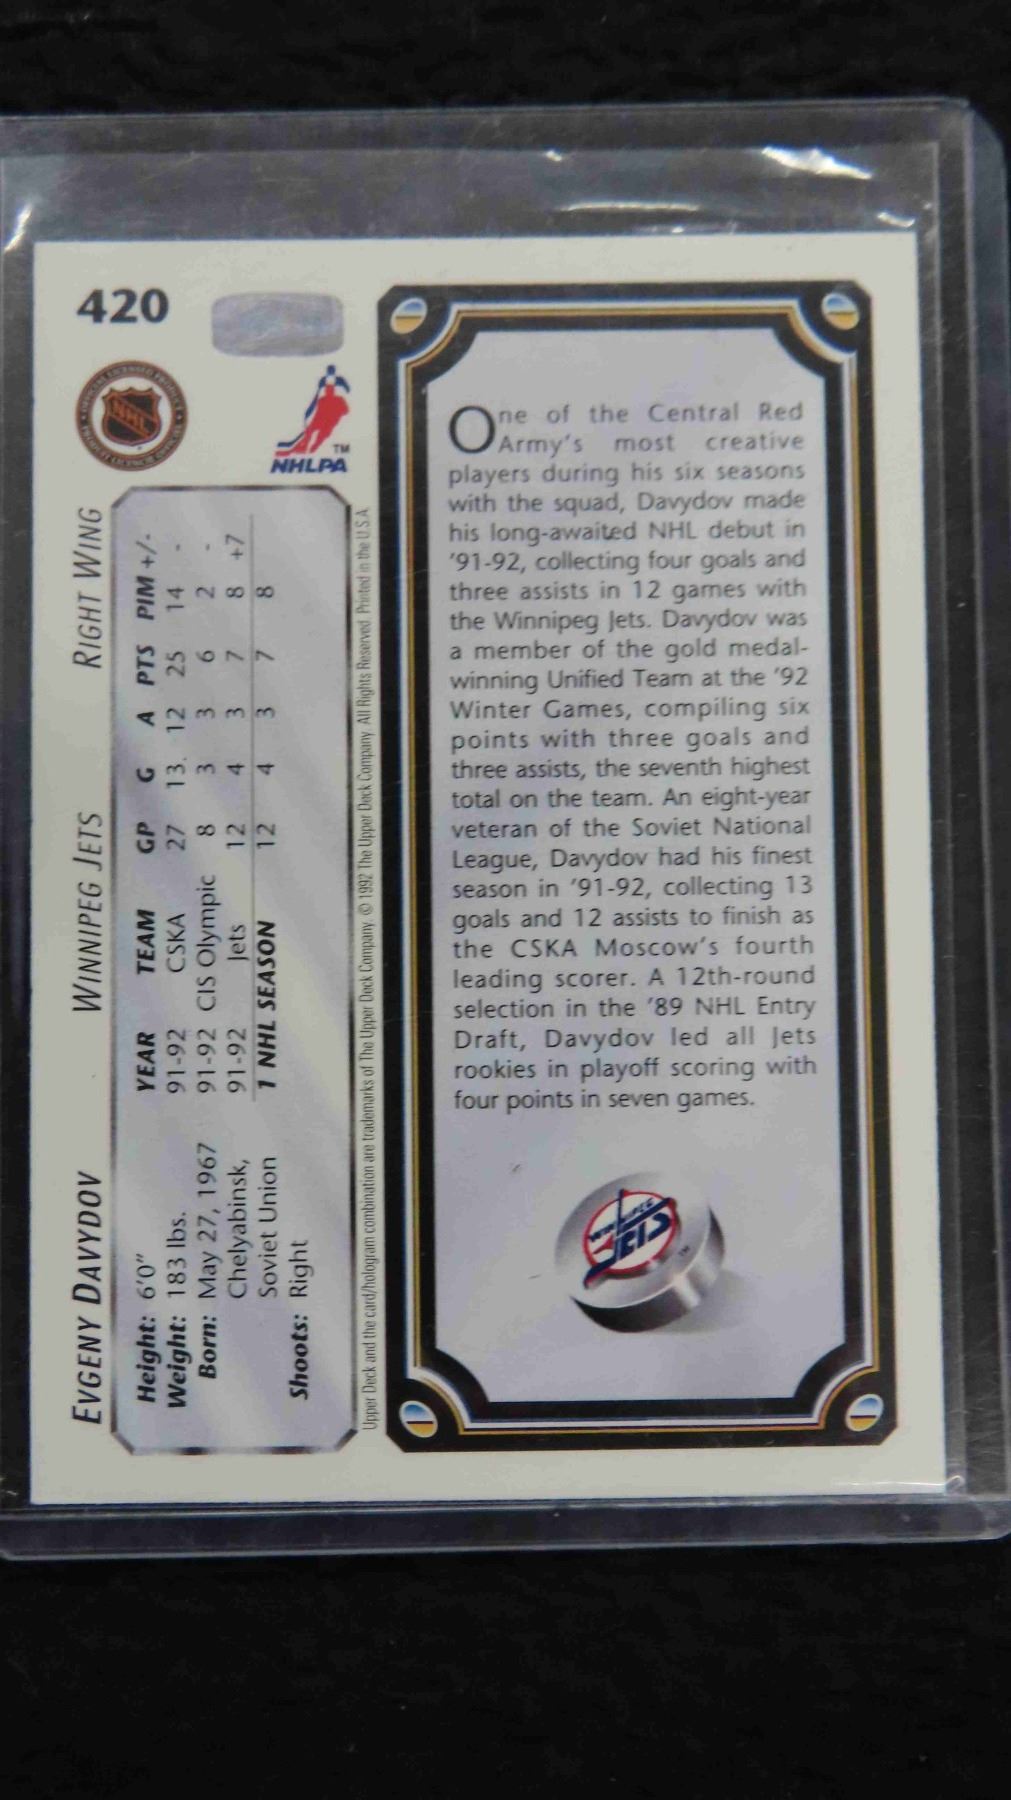 420
NHL
TM
NHLPA
EVGENY DAVYDOV WINNIPEG JETS RIGHT WING
Height: 6'0"
Weight: 183 lbs.
Born: May 27, 1967
Chelyabinsk,
Soviet Union
Shoots: Right
YEAR TEAM GP G A PTS PIM +/-
91-92 CSKA 27 13. 12 25 14 -
91-92 CIS Olympic 8 3 3 6 2 -
91-92 Jets 12 4 3 7 8 +7
1 NHL SEASON 12 4 3 7 8
Upper Deck and the card/hologram combination are trademarks of The Upper Deck Company. © 1992 The Upper Deck Company. All Rights Reserved. Printed in the U.S.A.
One of the Central Red
Army's most creative
players during his six seasons
with the squad, Davydov made
his long-awaited NHL debut in
'91-92, collecting four goals and
three assists in 12 games with
the Winnipeg Jets. Davydov was
a member of the gold medal-
winning Unified Team at the '92
Winter Games, compiling six
points with three goals and
three assists, the seventh highest
total on the team. An eight-year
veteran of the Soviet National
League, Davydov had his finest
season in '91-92, collecting 13
goals and 12 assists to finish as
the CSKA Moscow's fourth
leading scorer. A 12th-round
selection in the '89 NHL Entry
Draft, Davydov led all Jets
rookies in playoff scoring with
four points in seven games.
WINNIPEG
JETS
TM